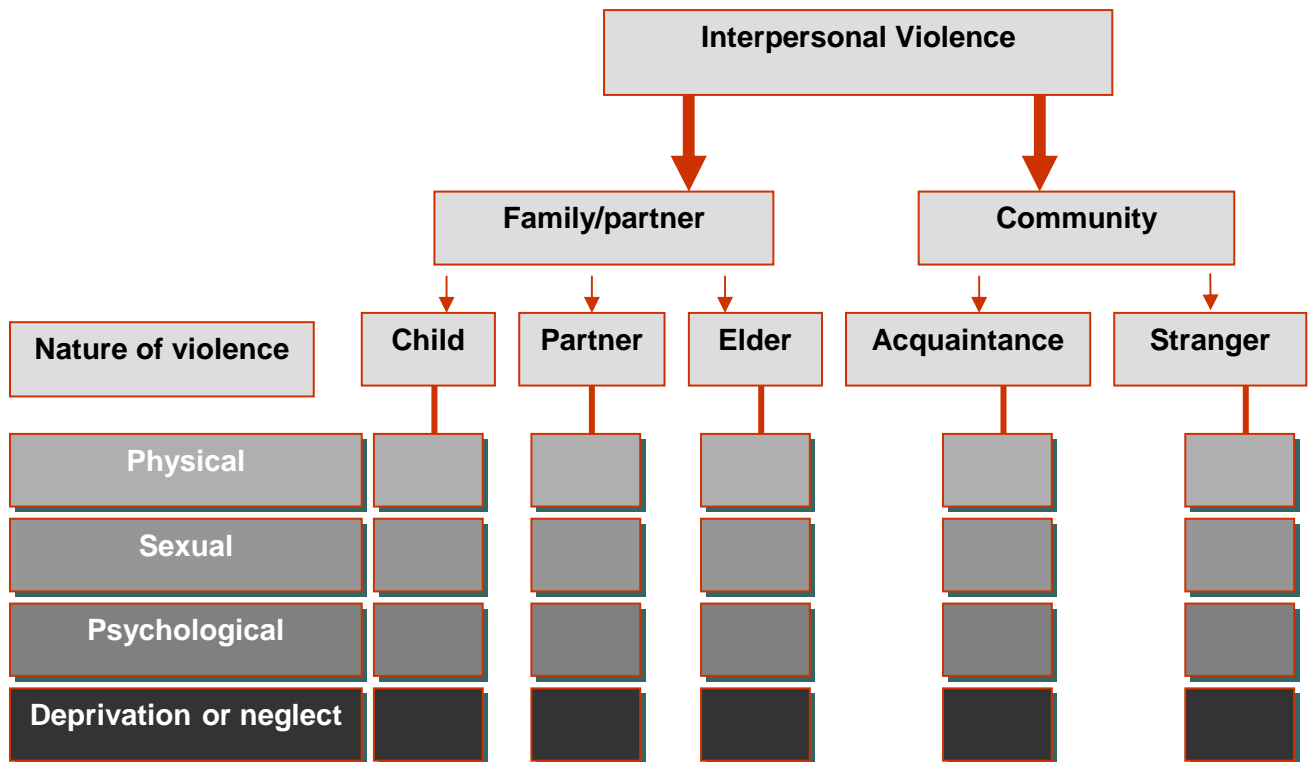 Interpersonal Violence
Family/partner
Community
Nature of violence
Child
Partner
Elder
Acquaintance
Stranger
Physical
Sexual
Psychological
Deprivation or neglect